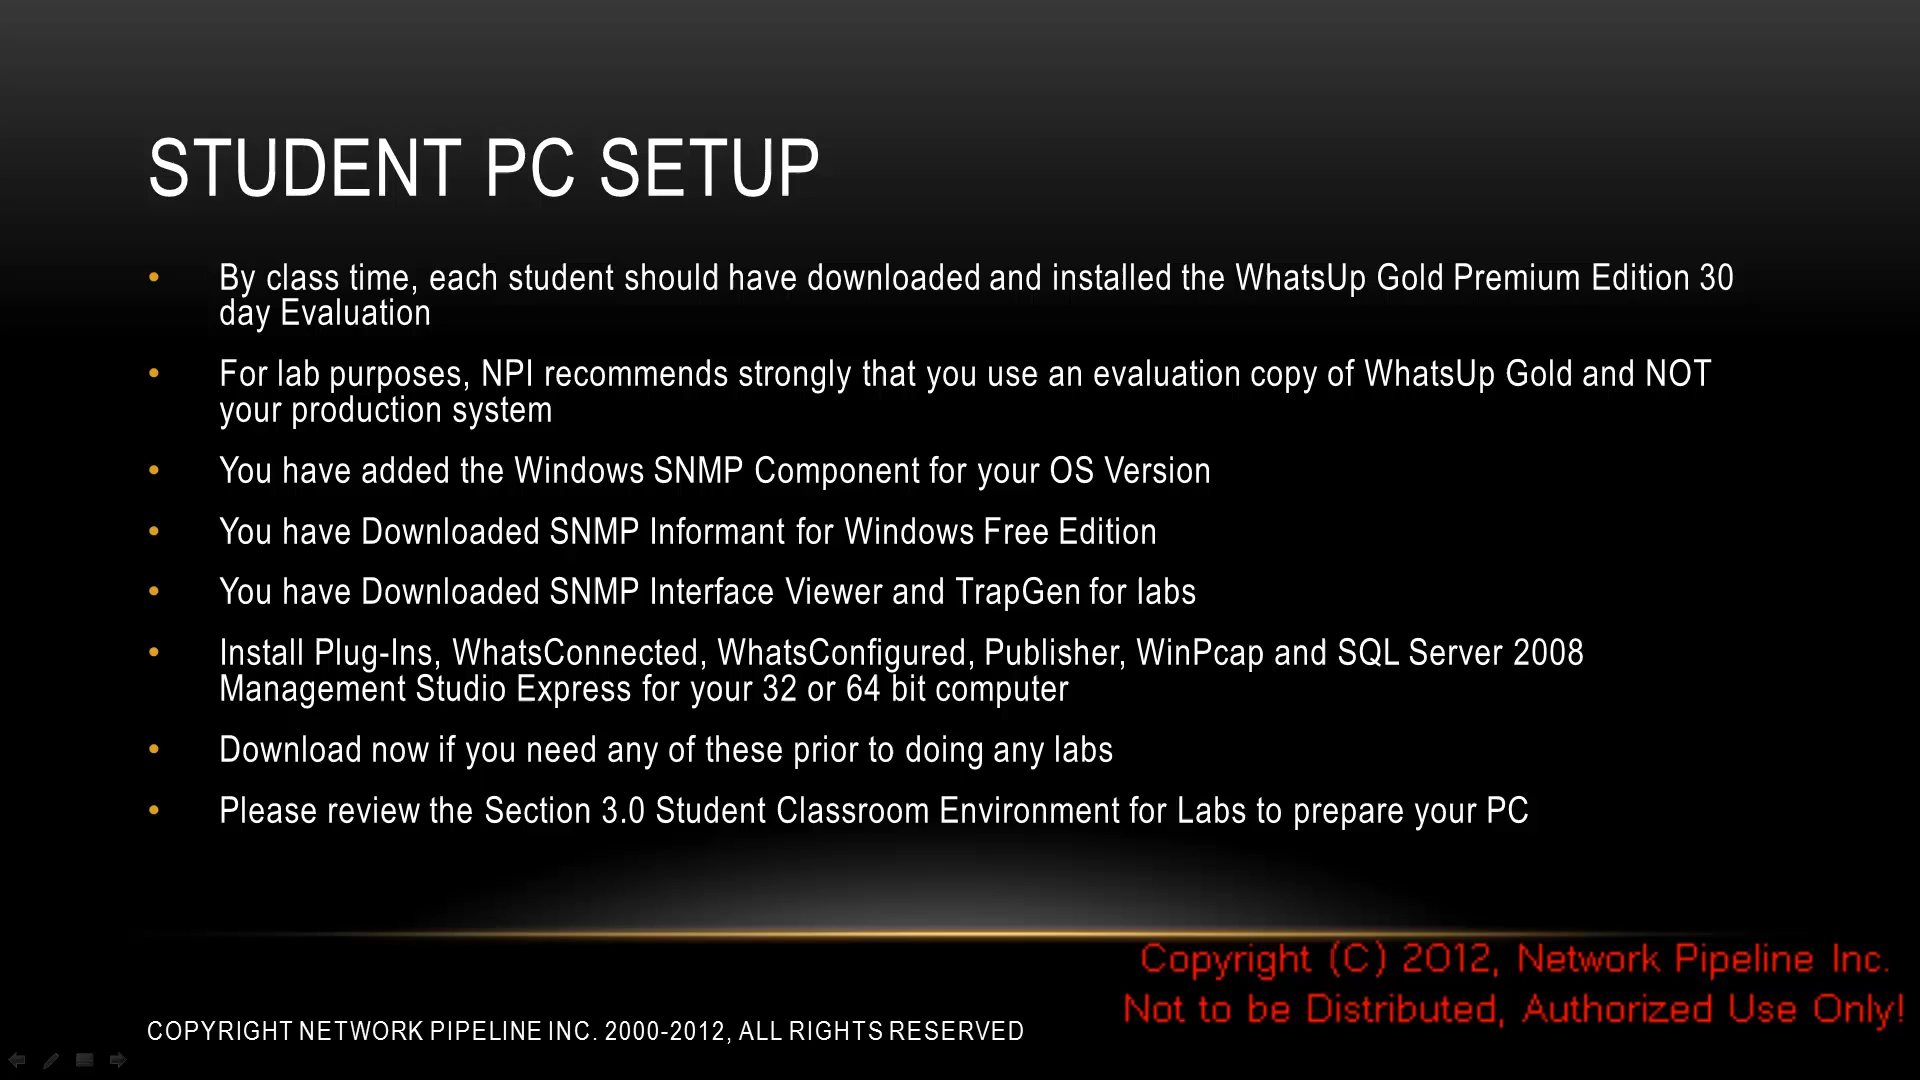 STUDENT PC SETUP
• By class time, each student should have downloaded and installed the WhatsUp Gold Premium Edition 30
day Evaluation
• For lab purposes, NPI recommends strongly that you use an evaluation copy of WhatsUp Gold and NOT
your production system
• You have added the Windows SNMP Component for your OS Version
• You have Downloaded SNMP Informant for Windows Free Edition
• You have Downloaded SNMP Interface Viewer and TrapGen for labs
• Install Plug-Ins, WhatsConnected, WhatsConfigured, Publisher, WinPcap and SQL Server 2008
Management Studio Express for your 32 or 64 bit computer
• Download now if you need any of these prior to doing any labs
• Please review the Section 3.0 Student Classroom Environment for Labs to prepare your PC
Copyright (C) 2012, Network Pipeline Inc.
Not to be Distributed, Authorized Use Only!
COPYRIGHT NETWORK PIPELINE INC. 2000-2012, ALL RIGHTS RESERVED